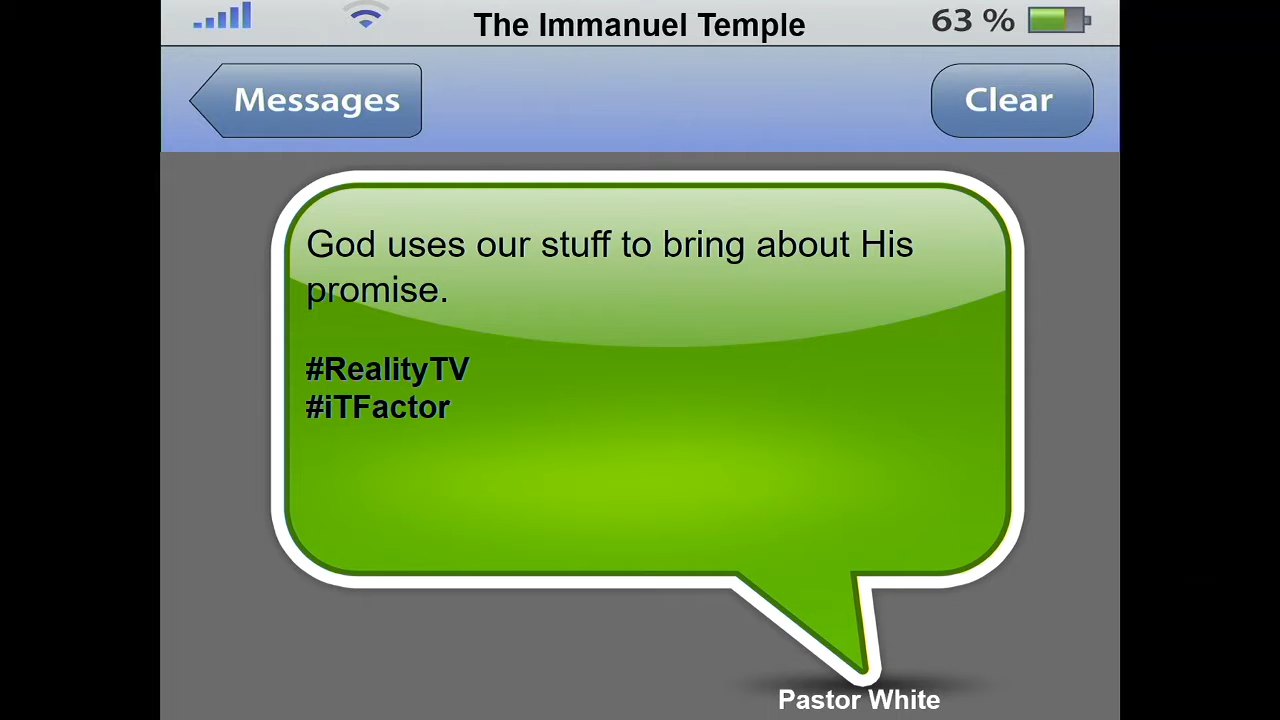 The Immanuel Temple
63 %
Messages
Clear
God uses our stuff to bring about His
promise.
#RealityTV
#iTFactor
Pastor White